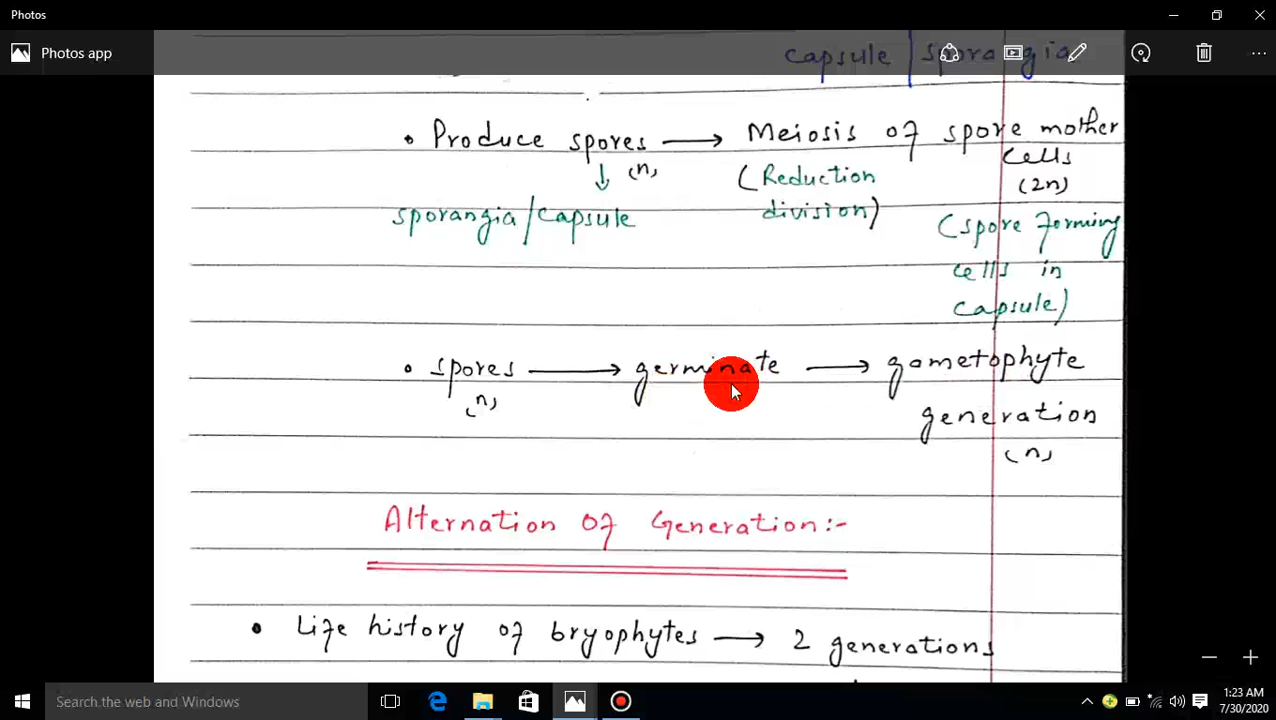 Photos
Photos app
capsule | sporangia
• Produce spores → Meiosis of spore mother
(n)
cells
(2n)
↓
(Reduction
division)
sporangia/capsule
(spore forming
cells in
capsule)
• spores → germinate → gametophyte
(n)
generation
(n)
Alternation of Generation:-
• Life history of bryophytes → 2 generations
Search the web and Windows
1:23 AM
7/30/2020